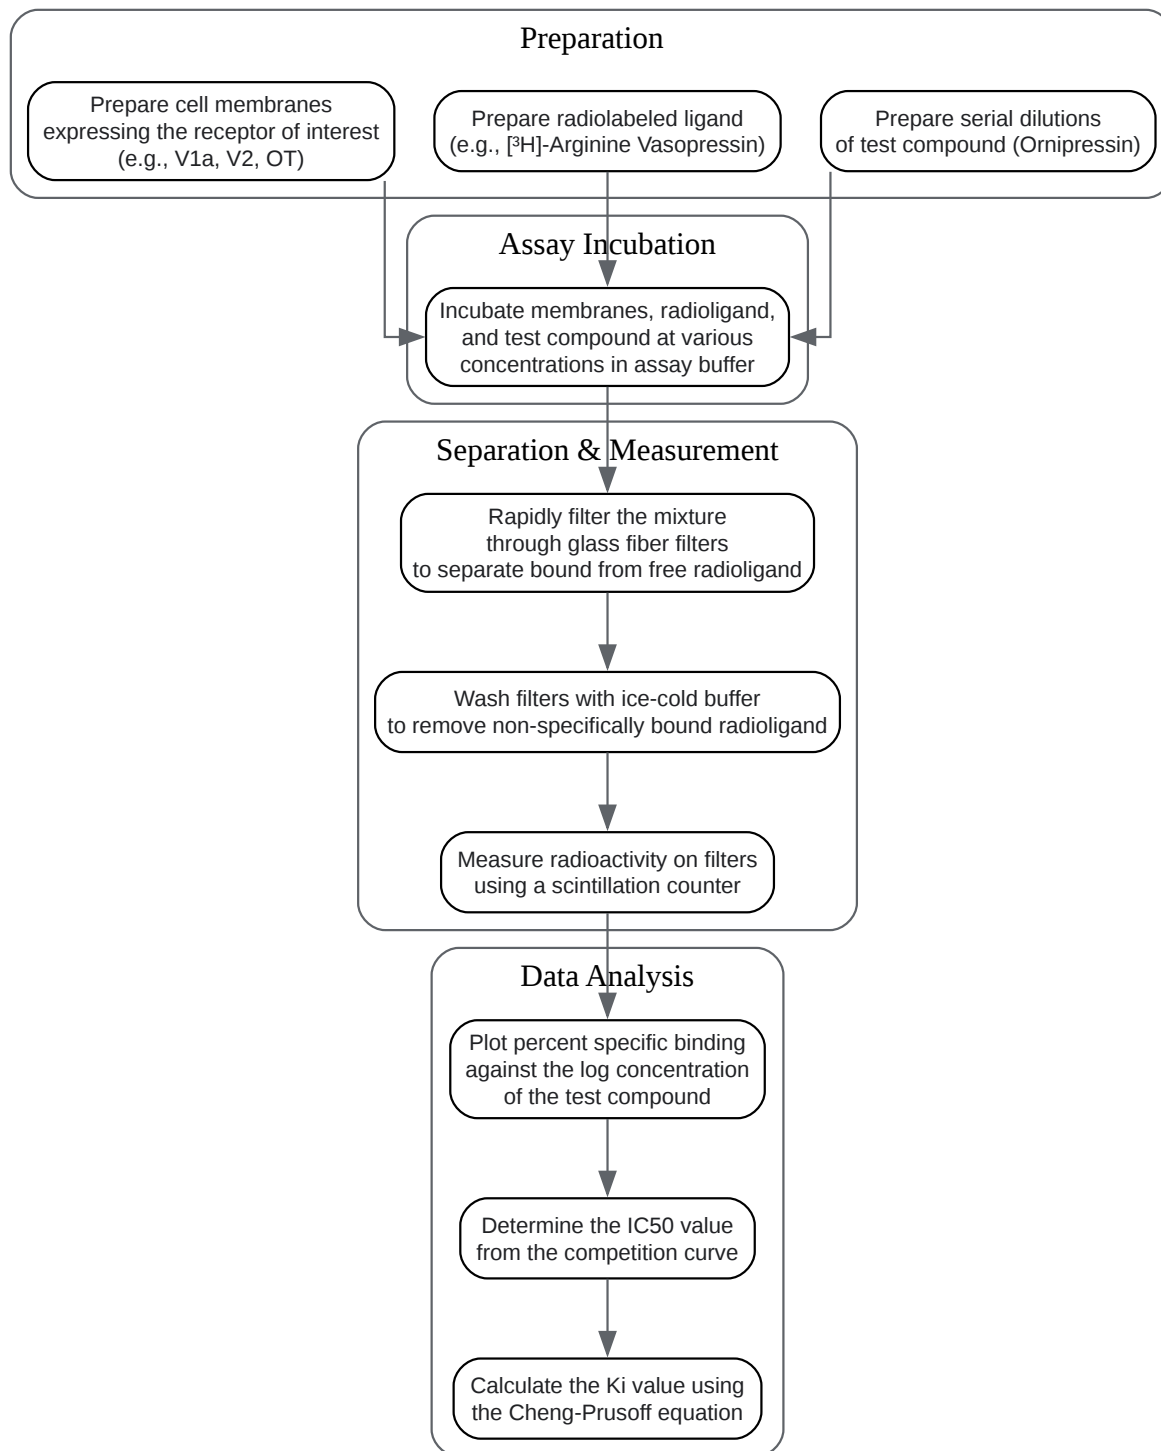 Preparation
Prepare cell membranes
expressing the receptor of interest
(e.g., V1a, V2, OT)
Prepare radiolabeled ligand
(e.g., [³H]-Arginine Vasopressin)
Prepare serial dilutions
of test compound (Ornipressin)
Assay Incubation
Incubate membranes, radioligand,
and test compound at various
concentrations in assay buffer
Separation & Measurement
Rapidly filter the mixture
through glass fiber filters
to separate bound from free radioligand
Wash filters with ice-cold buffer
to remove non-specifically bound radioligand
Measure radioactivity on filters
using a scintillation counter
Data Analysis
Plot percent specific binding
against the log concentration
of the test compound
Determine the IC50 value
from the competition curve
Calculate the Ki value using
the Cheng-Prusoff equation